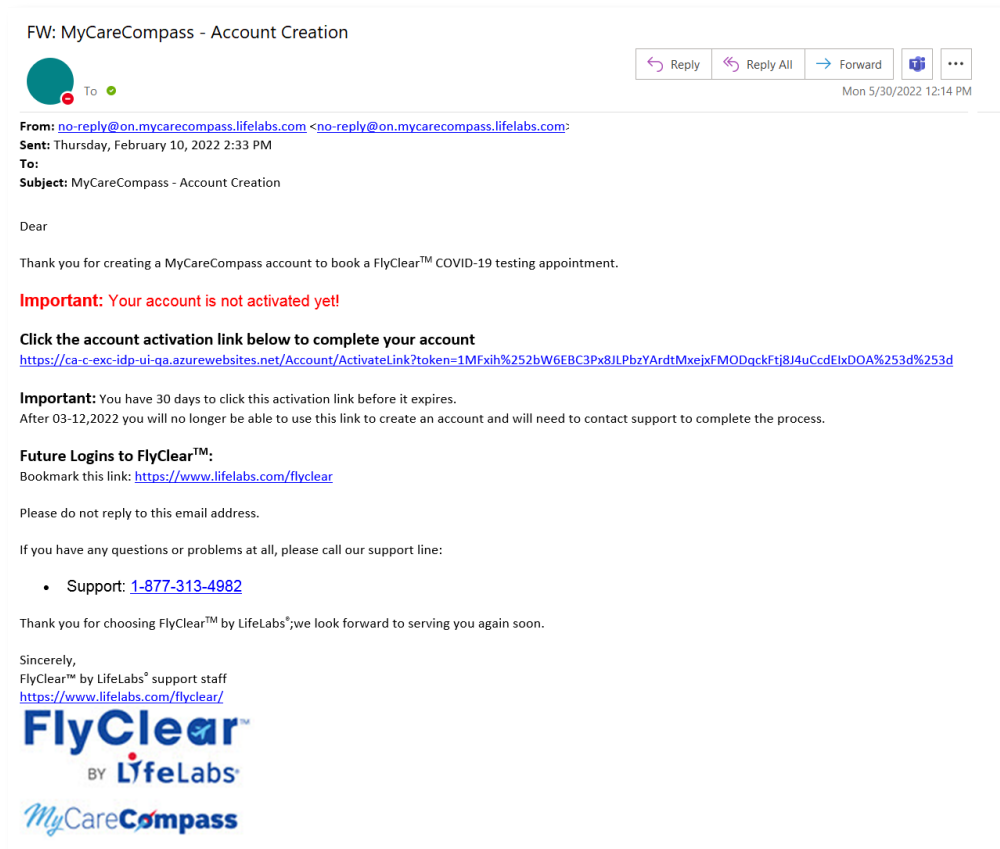 FW: MyCareCompass - Account Creation
Reply
Reply All
Forward
To
Mon 5/30/2022 12:14 PM
From: no-reply@on.mycarecompass.lifelabs.com <no-reply@on.mycarecompass.lifelabs.com>
Sent: Thursday, February 10, 2022 2:33 PM
To:
Subject: MyCareCompass - Account Creation
Dear
Thank you for creating a MyCareCompass account to book a FlyClear™ COVID-19 testing appointment.
Important: Your account is not activated yet!
Click the account activation link below to complete your account
https://ca-c-exc-idp-ui-qa.azurewebsites.net/Account/ActivateLink?token=1MFxih%252bW6EBC3Px8JLPbzYArdtMxejxFMODqckFtj8J4uCcdEIxDOA%253d%253d
Important: You have 30 days to click this activation link before it expires.
After 03-12,2022 you will no longer be able to use this link to create an account and will need to contact support to complete the process.
Future Logins to FlyClear™:
Bookmark this link: https://www.lifelabs.com/flyclear
Please do not reply to this email address.
If you have any questions or problems at all, please call our support line:
• Support: 1-877-313-4982
Thank you for choosing FlyClear™ by LifeLabs®;we look forward to serving you again soon.
Sincerely,
FlyClear™ by LifeLabs® support staff
https://www.lifelabs.com/flyclear/
FlyClear™
BY LifeLabs®
MyCareCompass